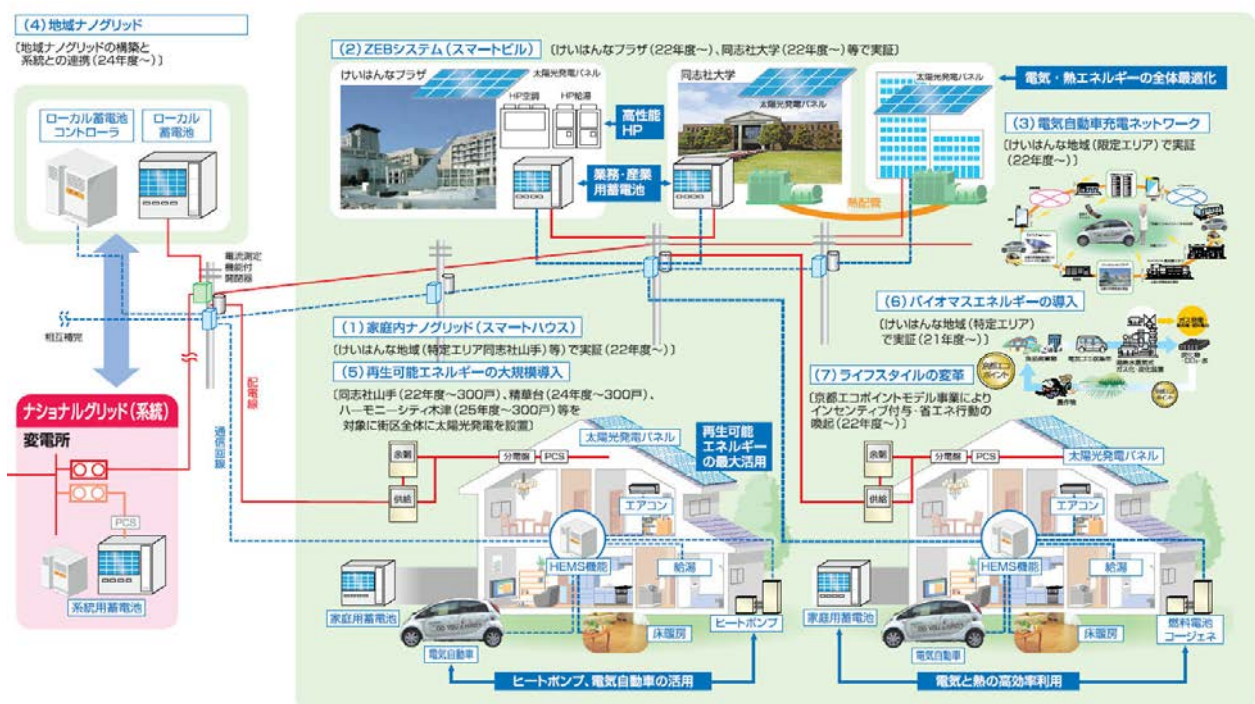 (4)地域ナノグリッド
〔地域ナノグリッドの構築と
系統との連携(24年度〜)〕
ローカル蓄電池
コントローラ
ローカル
蓄電池
電流測定
機能付
開閉器
相互補完
ナショナルグリッド(系統)
変電所
PCS
系統用蓄電池
配電線
通信回線
(2)ZEBシステム(スマートビル)
〔けいはんなプラザ(22年度〜)、同志社大学(22年度〜)等で実証〕
けいはんなプラザ
太陽光発電パネル
HP空調
HP給湯
高性能
HP
業務・産業
用蓄電池
同志社大学
太陽光発電パネル
太陽光発電パネル
熱配管
電気・熱エネルギーの全体最適化
(3)電気自動車充電ネットワーク
〔けいはんな地域(限定エリア)で実証
(22年度〜)〕
(1)家庭内ナノグリッド(スマートハウス)
〔けいはんな地域(特定エリア同志社山手)等)で実証(22年度〜)〕
(5)再生可能エネルギーの大規模導入
〔同志社山手(22年度〜300戸)、精華台(24年度〜300戸)、
ハーモニーシティ木津(25年度〜300戸)等を
対象に街区全体に太陽光発電を設置〕
(6)バイオマスエネルギーの導入
〔けいはんな地域(特定エリア)
で実証(21年度〜)〕
京都エコ
ポイント
京都エコ
ポイント
(7)ライフスタイルの変革
〔京都エコポイントモデル事業により
インセンティブ付与・省エネ行動の
喚起(22年度〜)〕
太陽光発電パネル
再生可能
エネルギー
の最大活用
余剰
供給
分電盤
PCS
エアコン
HEMS機能
給湯
家庭用蓄電池
電気自動車
床暖房
ヒートポンプ
ヒートポンプ、電気自動車の活用
余剰
供給
分電盤
PCS
太陽光発電パネル
エアコン
HEMS機能
給湯
家庭用蓄電池
電気自動車
床暖房
燃料電池
コージェネ
電気と熱の高効率利用